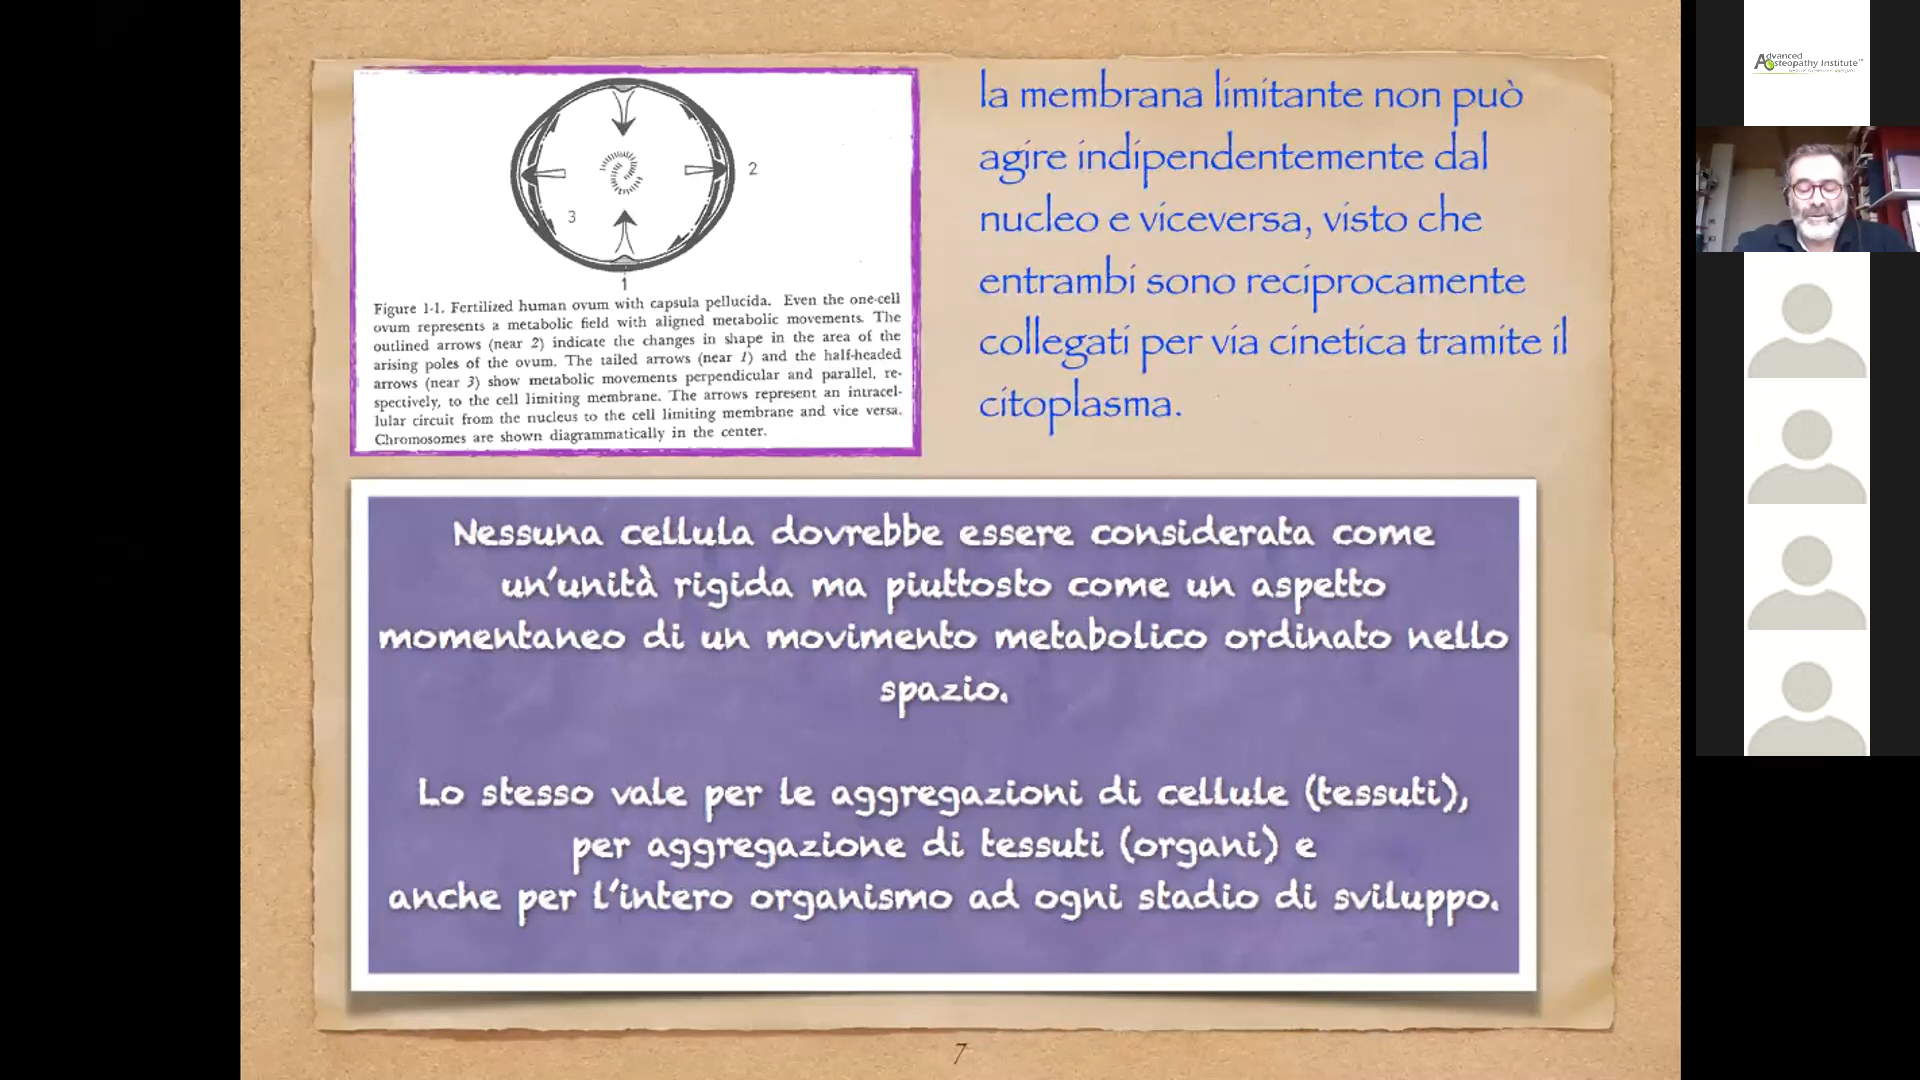 2
3
1
Figure 1-1. Fertilized human ovum with capsula pellucida. Even the one-cell
ovum represents a metabolic field with aligned metabolic movements. The
outlined arrows (near 2) indicate the changes in shape in the area of the
arising poles of the ovum. The tailed arrows (near 1) and the half-headed
arrows (near 3) show metabolic movements perpendicular and parallel, re-
spectively, to the cell limiting membrane. The arrows represent an intracel-
lular circuit from the nucleus to the cell limiting membrane and vice versa.
Chromosomes are shown diagrammatically in the center.
la membrana limitante non può
agire indipendentemente dal
nucleo e viceversa, visto che
entrambi sono reciprocamente
collegati per via cinetica tramite il
citoplasma.
Nessuna cellula dovrebbe essere considerata come
un'unità rigida ma piuttosto come un aspetto
momentaneo di un movimento metabolico ordinato nello
spazio.
Lo stesso vale per le aggregazioni di cellule (tessuti),
per aggregazione di tessuti (organi) e
anche per l'intero organismo ad ogni stadio di sviluppo.
7
Advanced
Osteopathy Institute™